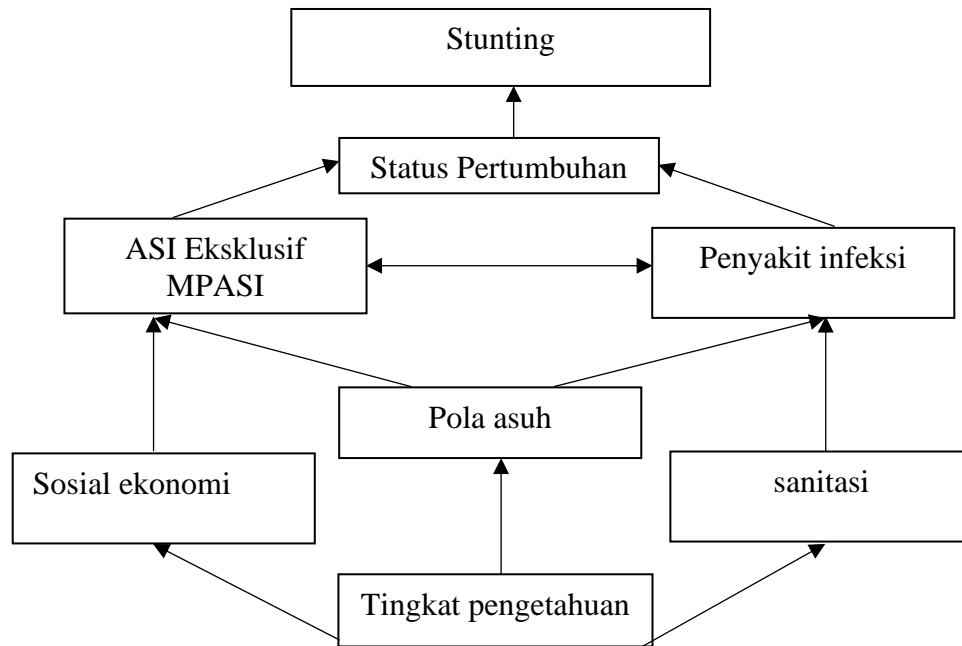 Stunting
Status Pertumbuhan
ASI Eksklusif
MPASI
Penyakit infeksi
Pola asuh
Sosial ekonomi
sanitasi
Tingkat pengetahuan